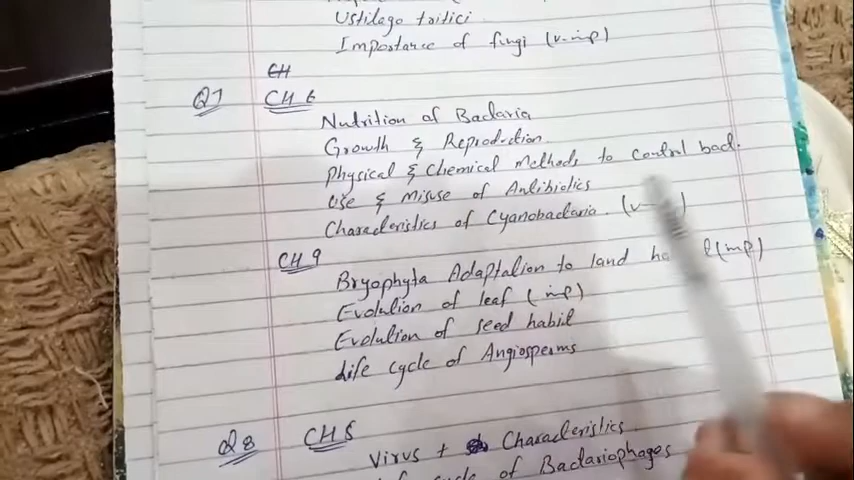 Ustilago tritici
Importance of fungi (v-imp)
CH
Q7 CH 6
Nutrition of Bacteria
Growth & Reproduction
Physical & Chemical Methods to control bact.
Use & Misuse of Antibiotics
Characteristics of Cyanobacteria. (v-
CH 9
Bryophyta Adaptation to land (imp)
Evolution of leaf (imp)
Evolution of seed habit
Life cycle of Angiosperms
Q8 CH 5
Virus + Characteristics
cycle of Bacteriophages